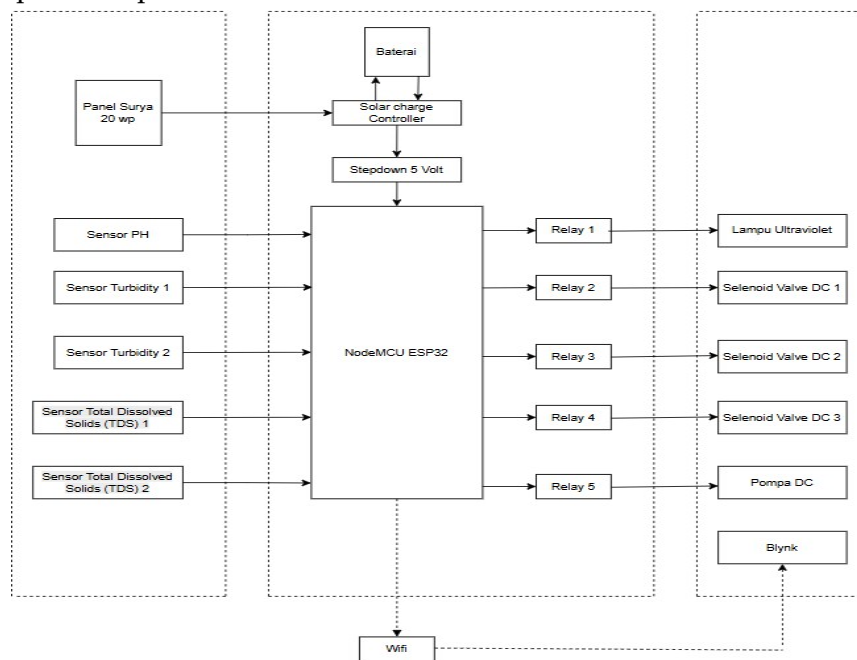 Baterai
Panel Surya
20 wp
Solar charge
Controller
Stepdown 5 Volt
Sensor PH
Relay 1
Lampu Ultraviolet
Sensor Turbidity 1
Relay 2
Selenoid Valve DC 1
Sensor Turbidity 2
NodeMCU ESP32
Relay 3
Selenoid Valve DC 2
Sensor Total Dissolved
Solids (TDS) 1
Relay 4
Selenoid Valve DC 3
Sensor Total Dissolved
Solids (TDS) 2
Relay 5
Pompa DC
Blynk
Wifi